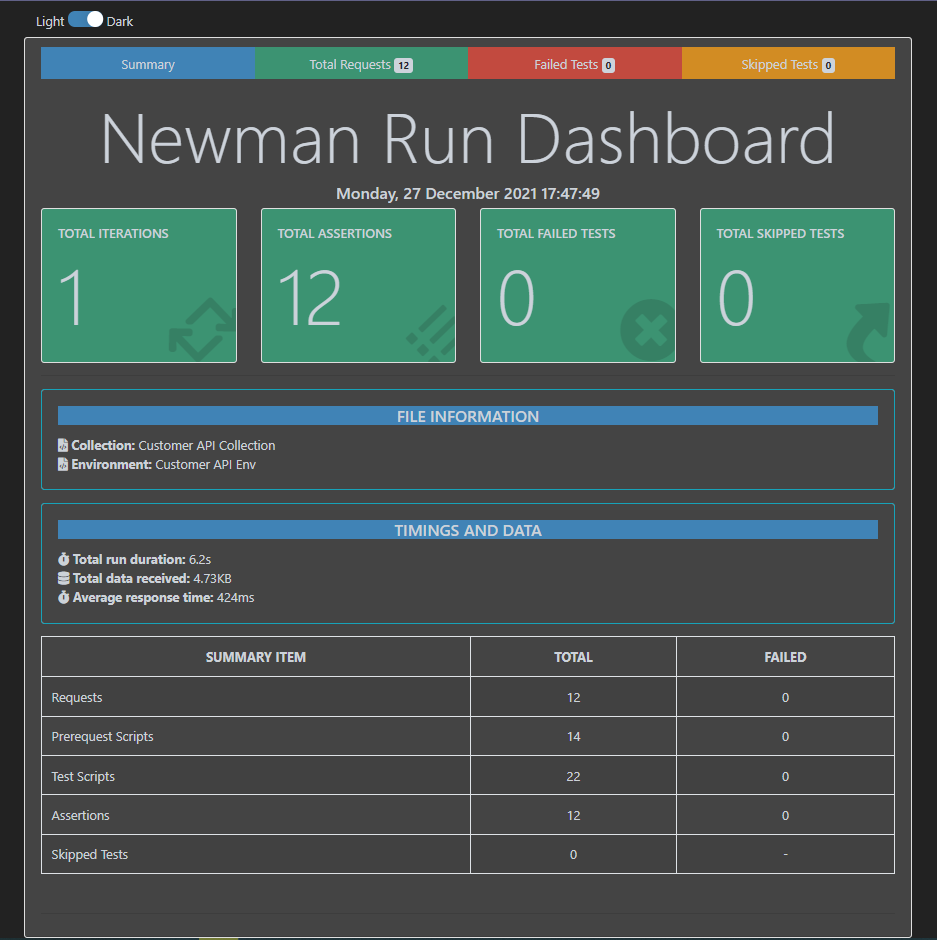 Light Dark
Summary Total Requests 12 Failed Tests 0 Skipped Tests 0
Newman Run Dashboard
Monday, 27 December 2021 17:47:49
TOTAL ITERATIONS TOTAL ASSERTIONS TOTAL FAILED TESTS TOTAL SKIPPED TESTS
1 12 0 0
FILE INFORMATION
Collection: Customer API Collection
Environment: Customer API Env
TIMINGS AND DATA
Total run duration: 6.2s
Total data received: 4.73KB
Average response time: 424ms
SUMMARY ITEM TOTAL FAILED
Requests 12 0
Prerequest Scripts 14 0
Test Scripts 22 0
Assertions 12 0
Skipped Tests 0 -